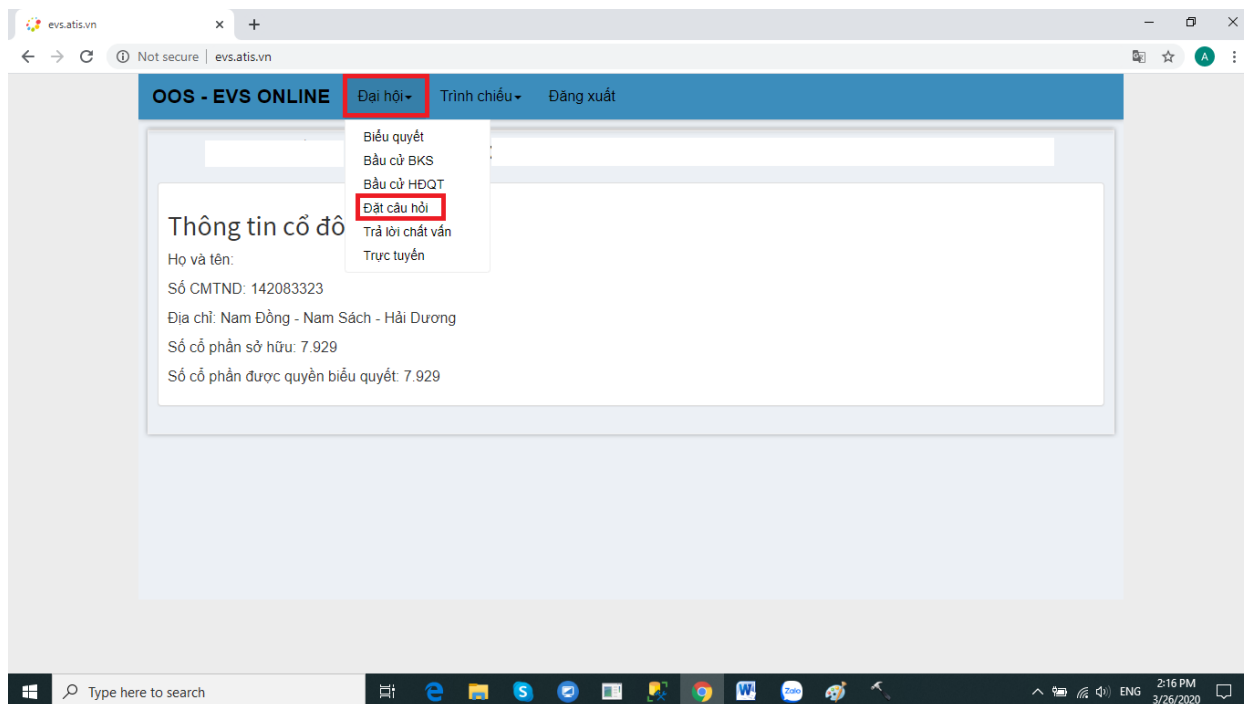 evs.atis.vn
Not secure | evs.atis.vn
A
OOS - EVS ONLINE Đại hội Trình chiếu Đăng xuất
Biểu quyết
Bầu cử BKS
Bầu cử HĐQT
Đặt câu hỏi
Trả lời chất vấn
Trực tuyến
Thông tin cổ đô
Họ và tên:
Số CMTND: 142083323
Địa chỉ: Nam Đồng - Nam Sách - Hải Dương
Số cổ phần sở hữu: 7.929
Số cổ phần được quyền biểu quyết: 7.929
Type here to search
Zalo
ENG
2:16 PM
3/26/2020